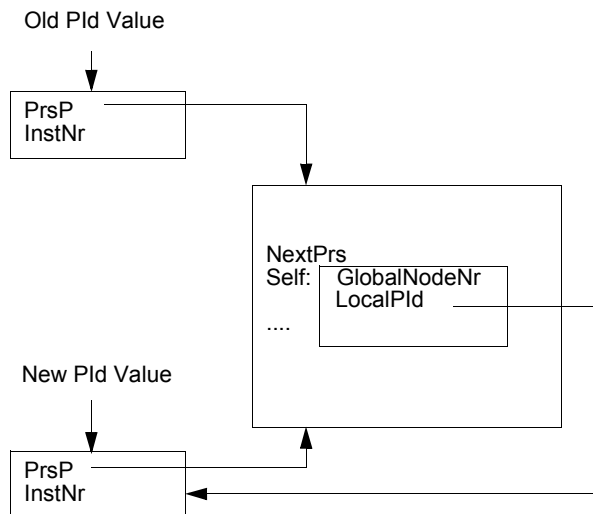 Old PId Value
PrsP
InstNr
NextPrs
Self: GlobalNodeNr
LocalPId
....
New PId Value
PrsP
InstNr